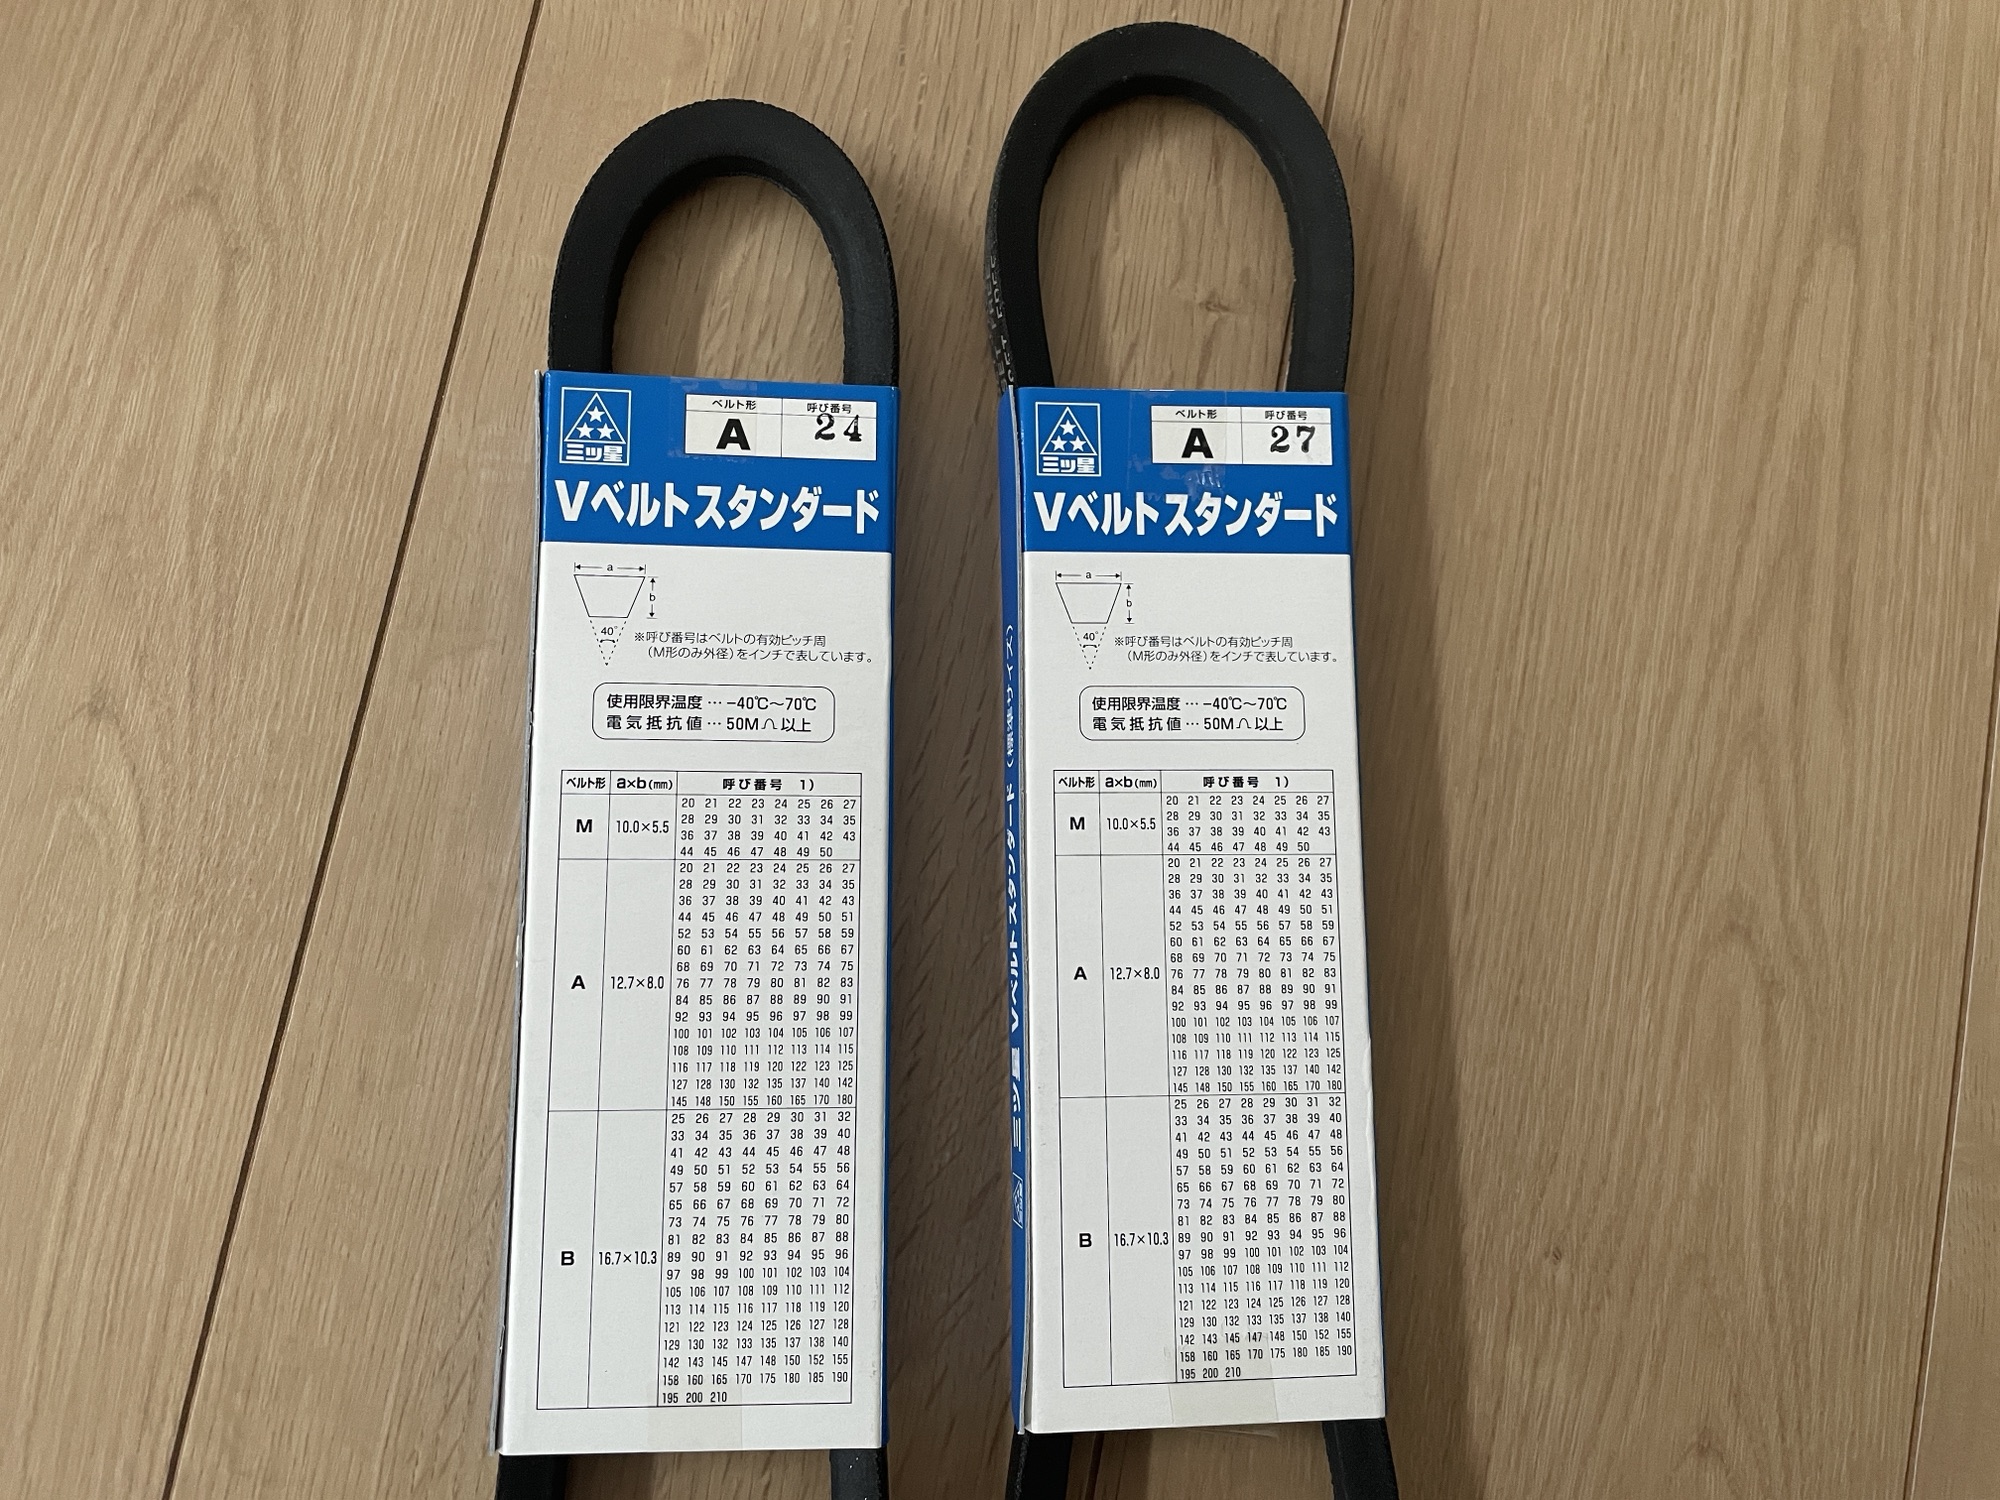 三ツ星
ベルト形 呼び番号
A 24
Vベルトスタンダード
a
b
40°
※呼び番号はベルトの有効ピッチ周
(M形のみ外径)をインチで表しています。
使用限界温度…−40℃〜70℃
電気抵抗値…50MΩ以上
ベルト形 a×b(mm) 呼び番号 1)
M 10.0×5.5
20 21 22 23 24 25 26 27
28 29 30 31 32 33 34 35
36 37 38 39 40 41 42 43
44 45 46 47 48 49 50
A 12.7×8.0
20 21 22 23 24 25 26 27
28 29 30 31 32 33 34 35
36 37 38 39 40 41 42 43
44 45 46 47 48 49 50 51
52 53 54 55 56 57 58 59
60 61 62 63 64 65 66 67
68 69 70 71 72 73 74 75
76 77 78 79 80 81 82 83
84 85 86 87 88 89 90 91
92 93 94 95 96 97 98 99
100 101 102 103 104 105 106 107
108 109 110 111 112 113 114 115
116 117 118 119 120 122 123 125
127 128 130 132 135 137 140 142
145 148 150 155 160 165 170 180
B 16.7×10.3
25 26 27 28 29 30 31 32
33 34 35 36 37 38 39 40
41 42 43 44 45 46 47 48
49 50 51 52 53 54 55 56
57 58 59 60 61 62 63 64
65 66 67 68 69 70 71 72
73 74 75 76 77 78 79 80
81 82 83 84 85 86 87 88
89 90 91 92 93 94 95 96
97 98 99 100 101 102 103 104
105 106 107 108 109 110 111 112
113 114 115 116 117 118 119 120
121 122 123 124 125 126 127 128
129 130 132 133 135 137 138 140
142 143 145 147 148 150 152 155
158 160 165 170 175 180 185 190
195 200 210
三ツ星 Vベルトスタンダード(標準サイズ)
三ツ星
ベルト形 呼び番号
A 27
Vベルトスタンダード
a
b
40°
※呼び番号はベルトの有効ピッチ周
(M形のみ外径)をインチで表しています。
使用限界温度…−40℃〜70℃
電気抵抗値…50MΩ以上
ベルト形 a×b(mm) 呼び番号 1)
M 10.0×5.5
20 21 22 23 24 25 26 27
28 29 30 31 32 33 34 35
36 37 38 39 40 41 42 43
44 45 46 47 48 49 50
A 12.7×8.0
20 21 22 23 24 25 26 27
28 29 30 31 32 33 34 35
36 37 38 39 40 41 42 43
44 45 46 47 48 49 50 51
52 53 54 55 56 57 58 59
60 61 62 63 64 65 66 67
68 69 70 71 72 73 74 75
76 77 78 79 80 81 82 83
84 85 86 87 88 89 90 91
92 93 94 95 96 97 98 99
100 101 102 103 104 105 106 107
108 109 110 111 112 113 114 115
116 117 118 119 120 122 123 125
127 128 130 132 135 137 140 142
145 148 150 155 160 165 170 180
B 16.7×10.3
25 26 27 28 29 30 31 32
33 34 35 36 37 38 39 40
41 42 43 44 45 46 47 48
49 50 51 52 53 54 55 56
57 58 59 60 61 62 63 64
65 66 67 68 69 70 71 72
73 74 75 76 77 78 79 80
81 82 83 84 85 86 87 88
89 90 91 92 93 94 95 96
97 98 99 100 101 102 103 104
105 106 107 108 109 110 111 112
113 114 115 116 117 118 119 120
121 122 123 124 125 126 127 128
129 130 132 133 135 137 138 140
142 143 145 147 148 150 152 155
158 160 165 170 175 180 185 190
195 200 210